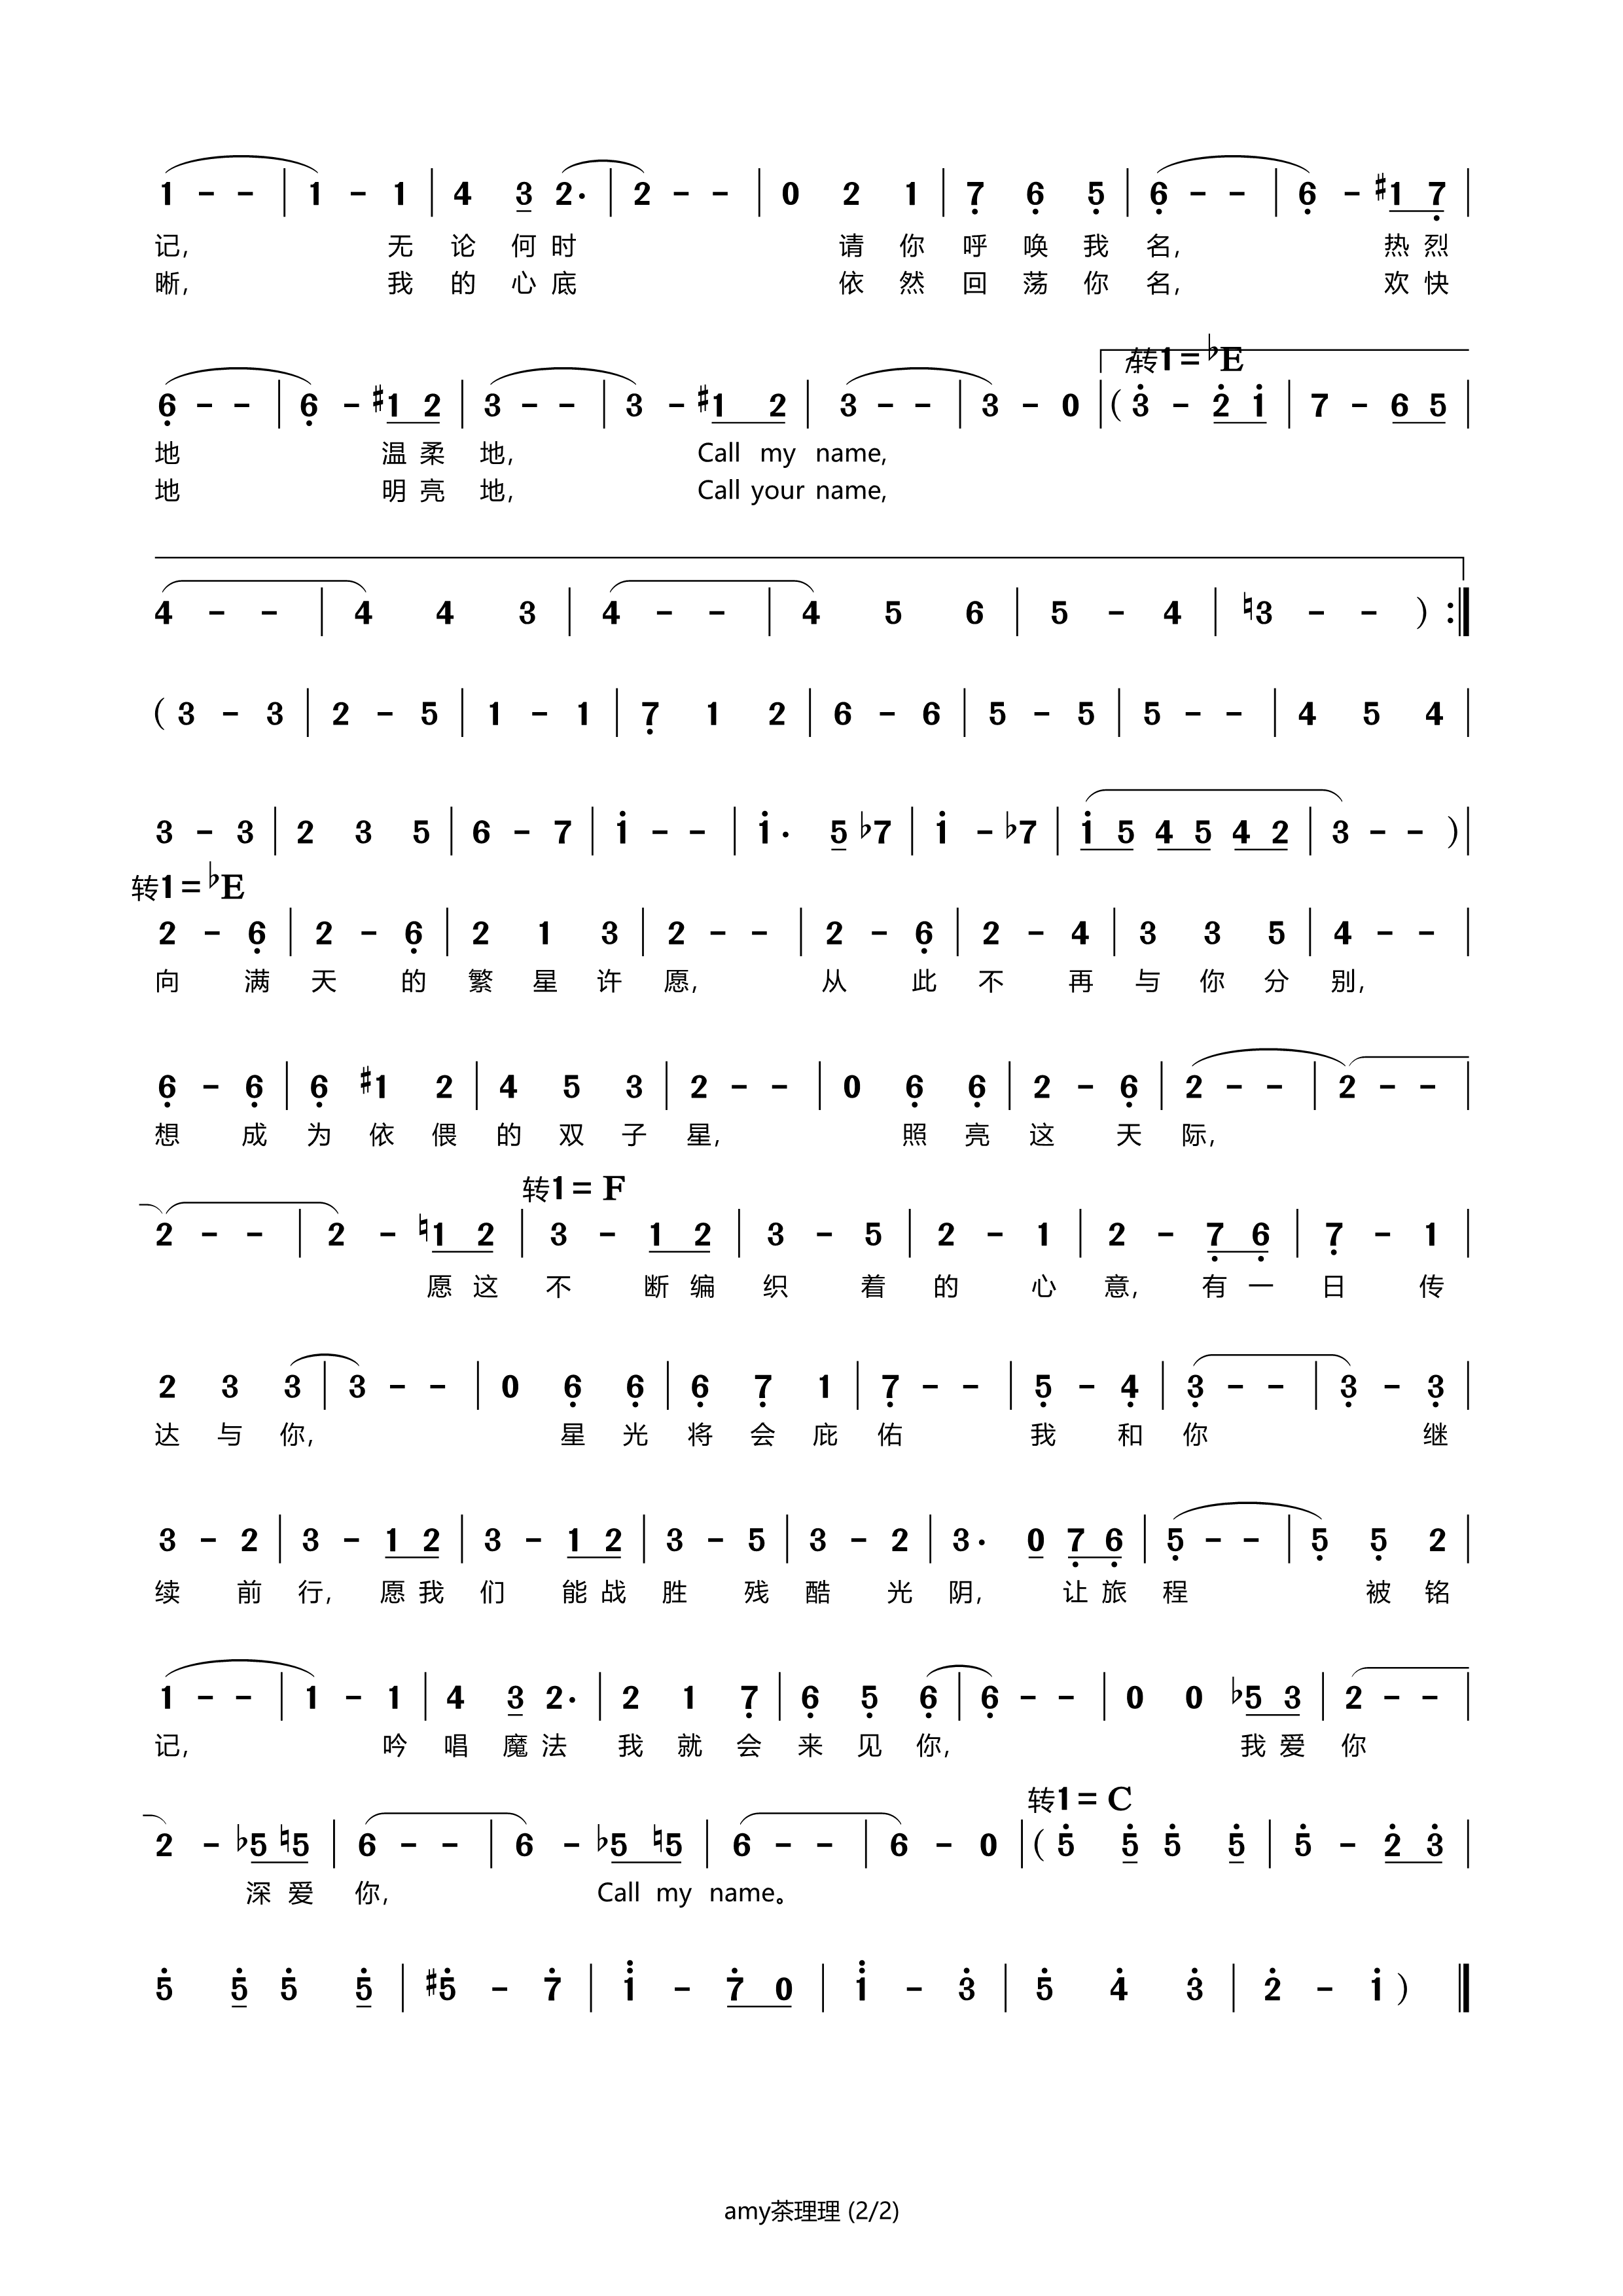 1 - - | 1 - 1 | 4 3 2· | 2 - - | 0 2 1 | 7 6 5 | 6 - - | 6 - #1 7 |
记, 无 论 何 时 请 你 呼 唤 我 名, 热 烈
晰, 我 的 心 底 依 然 回 荡 你 名, 欢 快
转1=♭E
6 - - | 6 - #1 2 | 3 - - | 3 - #1 2 | 3 - - | 3 - 0 | (3 - 2 1 | 7 - 6 5 |
地 温 柔 地, Call my name,
地 明 亮 地, Call your name,
4 - - | 4 4 3 | 4 - - | 4 5 6 | 5 - 4 | ♮3 - - ) :|
(3 - 3 | 2 - 5 | 1 - 1 | 7 1 2 | 6 - 6 | 5 - 5 | 5 - - | 4 5 4 |
3 - 3 | 2 3 5 | 6 - 7 | 1 - - | 1· 5 ♭7 | 1 - ♭7 | 1 5 4 5 4 2 | 3 - - ) |
转1=♭E
2 - 6 | 2 - 6 | 2 1 3 | 2 - - | 2 - 6 | 2 - 4 | 3 3 5 | 4 - - |
向 满 天 的 繁 星 许 愿, 从 此 不 再 与 你 分 别,
6 - 6 | 6 #1 2 | 4 5 3 | 2 - - | 0 6 6 | 2 - 6 | 2 - - | 2 - - |
想 成 为 依 偎 的 双 子 星, 照 亮 这 天 际,
转1= F
2 - - | 2 - ♮1 2 | 3 - 1 2 | 3 - 5 | 2 - 1 | 2 - 7 6 | 7 - 1 |
愿 这 不 断 编 织 着 的 心 意, 有 一 日 传
2 3 3 | 3 - - | 0 6 6 | 6 7 1 | 7 - - | 5 - 4 | 3 - - | 3 - 3 |
达 与 你, 星 光 将 会 庇 佑 我 和 你 继
3 - 2 | 3 - 1 2 | 3 - 1 2 | 3 - 5 | 3 - 2 | 3· 0 7 6 | 5 - - | 5 5 2 |
续 前 行, 愿 我 们 能 战 胜 残 酷 光 阴, 让 旅 程 被 铭
1 - - | 1 - 1 | 4 3 2· | 2 1 7 | 6 5 6 | 6 - - | 0 0 ♭5 3 | 2 - - |
记, 吟 唱 魔 法 我 就 会 来 见 你, 我 爱 你
转1= C
2 - ♭5 ♮5 | 6 - - | 6 - ♭5 ♮5 | 6 - - | 6 - 0 | (5 5 5 5 | 5 - 2 3 |
深 爱 你, Call my name。
5 5 5 5 | #5 - 7 | 1 - 7 0 | 1 - 3 | 5 4 3 | 2 - 1 ) ‖
amy茶理理 (2/2)